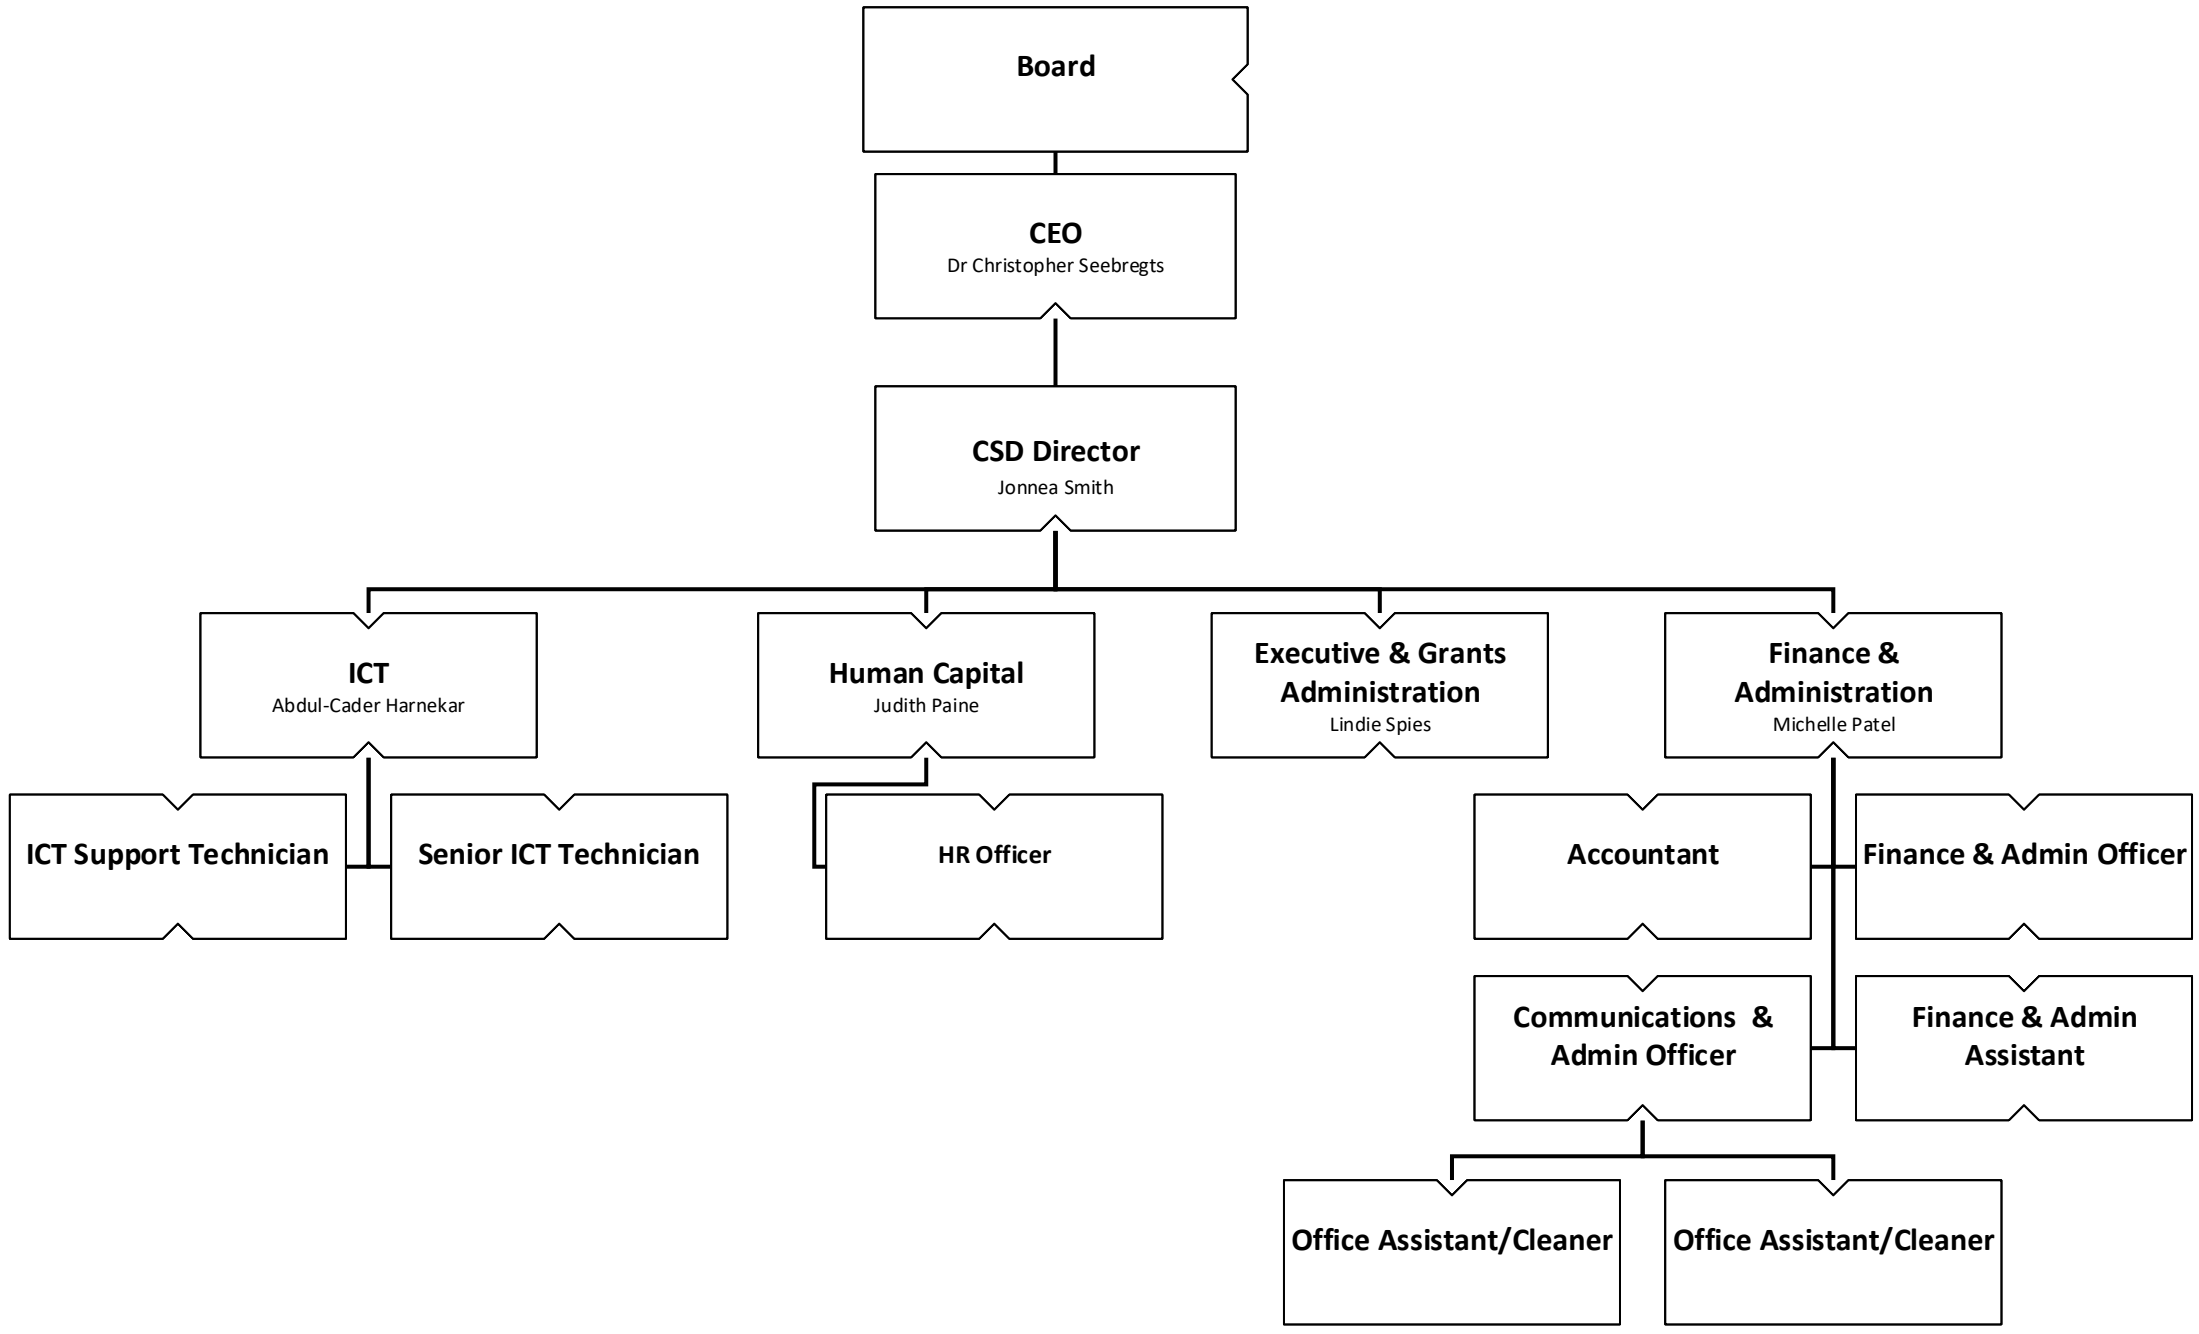 Board
CEO
Dr Christopher Seebregts
CSD Director
Jonnea Smith
ICT
Abdul-Cader Harnekar
Human Capital
Judith Paine
Executive & Grants
Administration
Lindie Spies
Finance &
Administration
Michelle Patel
ICT Support Technician
Senior ICT Technician
HR Officer
Accountant
Finance & Admin Officer
Communications & 
Admin Officer
Finance & Admin
Assistant
Office Assistant/Cleaner
Office Assistant/Cleaner